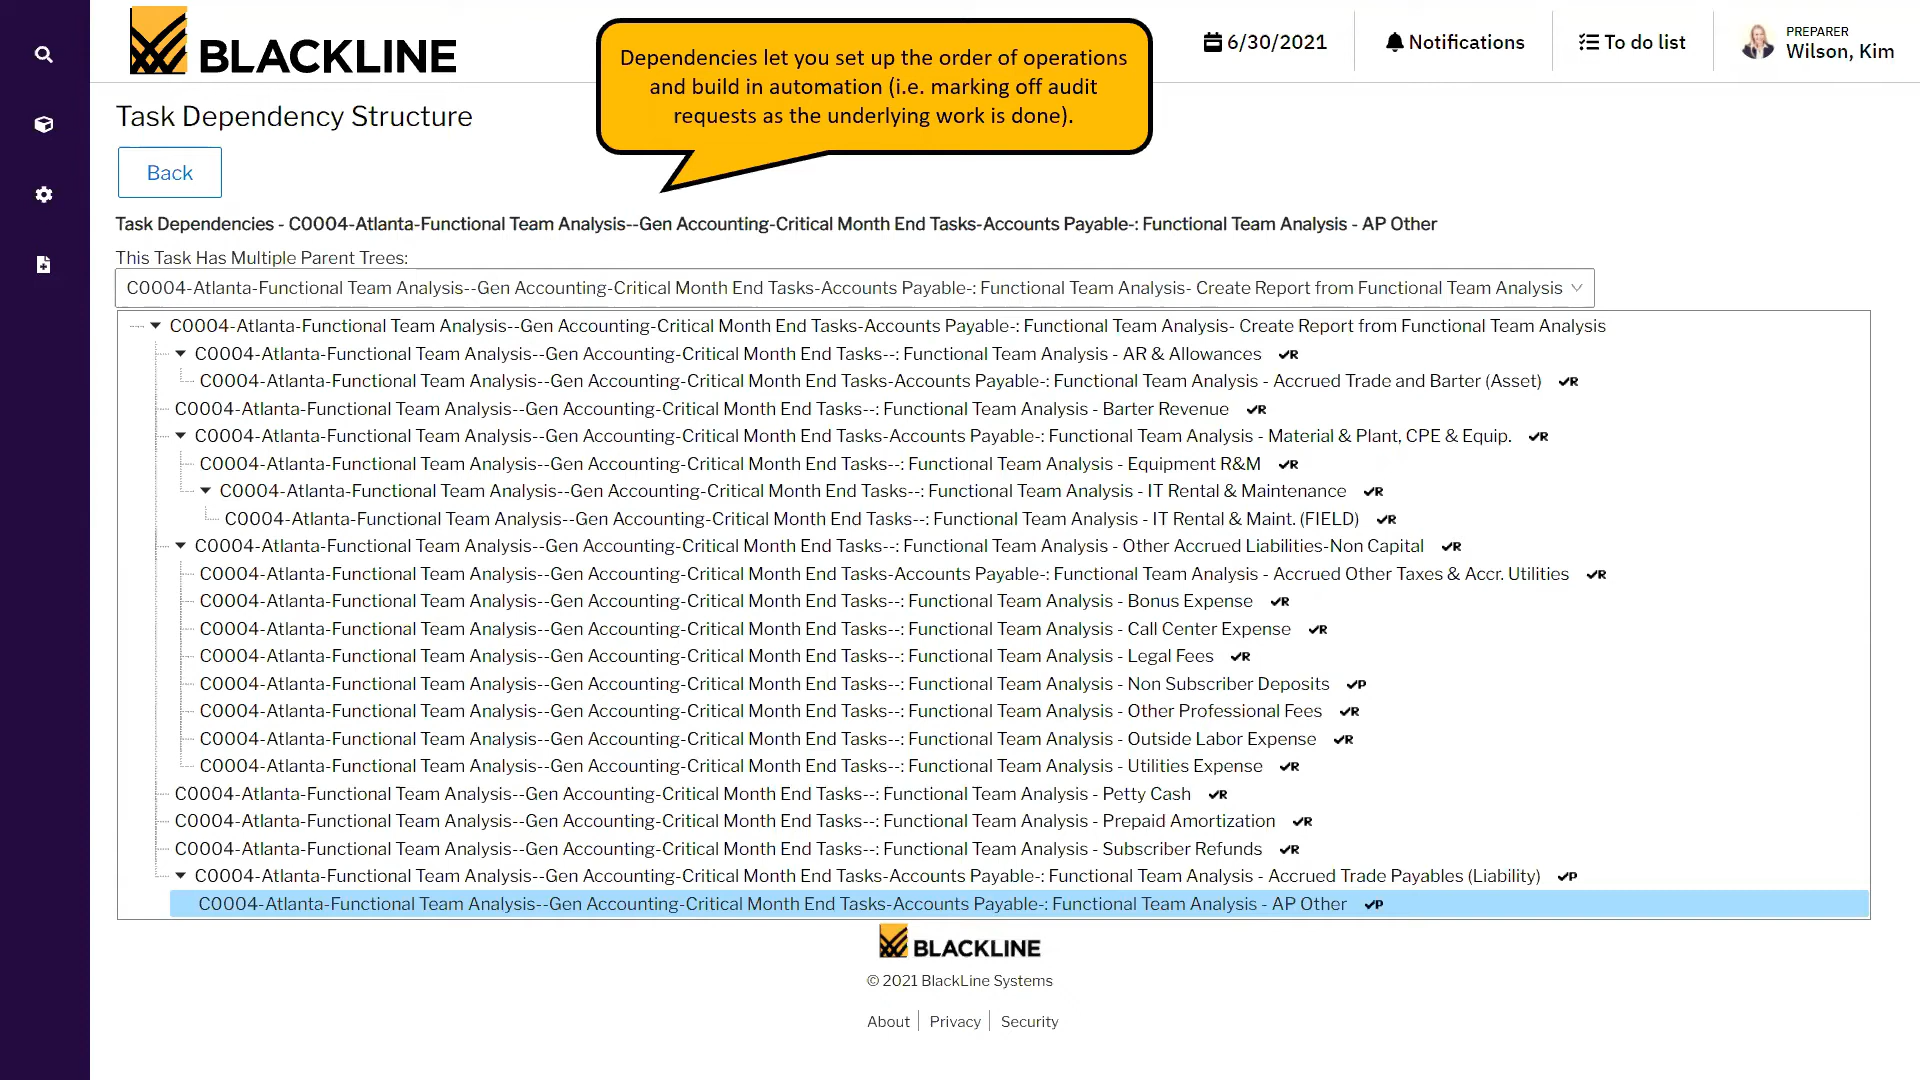 BLACKLINE
Dependencies let you set up the order of operations
and build in automation (i.e. marking off audit
requests as the underlying work is done).
6/30/2021
Notifications
To do list
PREPARER
Wilson, Kim
Task Dependency Structure
Back
Task Dependencies - C0004-Atlanta-Functional Team Analysis--Gen Accounting-Critical Month End Tasks-Accounts Payable-: Functional Team Analysis - AP Other
This Task Has Multiple Parent Trees:
C0004-Atlanta-Functional Team Analysis--Gen Accounting-Critical Month End Tasks-Accounts Payable-: Functional Team Analysis- Create Report from Functional Team Analysis
C0004-Atlanta-Functional Team Analysis--Gen Accounting-Critical Month End Tasks-Accounts Payable-: Functional Team Analysis- Create Report from Functional Team Analysis
C0004-Atlanta-Functional Team Analysis--Gen Accounting-Critical Month End Tasks--: Functional Team Analysis - AR & Allowances ✔R
C0004-Atlanta-Functional Team Analysis--Gen Accounting-Critical Month End Tasks-Accounts Payable-: Functional Team Analysis - Accrued Trade and Barter (Asset) ✔R
C0004-Atlanta-Functional Team Analysis--Gen Accounting-Critical Month End Tasks--: Functional Team Analysis - Barter Revenue ✔R
C0004-Atlanta-Functional Team Analysis--Gen Accounting-Critical Month End Tasks-Accounts Payable-: Functional Team Analysis - Material & Plant, CPE & Equip. ✔R
C0004-Atlanta-Functional Team Analysis--Gen Accounting-Critical Month End Tasks--: Functional Team Analysis - Equipment R&M ✔R
C0004-Atlanta-Functional Team Analysis--Gen Accounting-Critical Month End Tasks--: Functional Team Analysis - IT Rental & Maintenance ✔R
C0004-Atlanta-Functional Team Analysis--Gen Accounting-Critical Month End Tasks--: Functional Team Analysis - IT Rental & Maint. (FIELD) ✔R
C0004-Atlanta-Functional Team Analysis--Gen Accounting-Critical Month End Tasks--: Functional Team Analysis - Other Accrued Liabilities-Non Capital ✔R
C0004-Atlanta-Functional Team Analysis--Gen Accounting-Critical Month End Tasks-Accounts Payable-: Functional Team Analysis - Accrued Other Taxes & Accr. Utilities ✔R
C0004-Atlanta-Functional Team Analysis--Gen Accounting-Critical Month End Tasks--: Functional Team Analysis - Bonus Expense ✔R
C0004-Atlanta-Functional Team Analysis--Gen Accounting-Critical Month End Tasks--: Functional Team Analysis - Call Center Expense ✔R
C0004-Atlanta-Functional Team Analysis--Gen Accounting-Critical Month End Tasks--: Functional Team Analysis - Legal Fees ✔R
C0004-Atlanta-Functional Team Analysis--Gen Accounting-Critical Month End Tasks--: Functional Team Analysis - Non Subscriber Deposits ✔P
C0004-Atlanta-Functional Team Analysis--Gen Accounting-Critical Month End Tasks--: Functional Team Analysis - Other Professional Fees ✔R
C0004-Atlanta-Functional Team Analysis--Gen Accounting-Critical Month End Tasks--: Functional Team Analysis - Outside Labor Expense ✔R
C0004-Atlanta-Functional Team Analysis--Gen Accounting-Critical Month End Tasks--: Functional Team Analysis - Utilities Expense ✔R
C0004-Atlanta-Functional Team Analysis--Gen Accounting-Critical Month End Tasks--: Functional Team Analysis - Petty Cash ✔R
C0004-Atlanta-Functional Team Analysis--Gen Accounting-Critical Month End Tasks--: Functional Team Analysis - Prepaid Amortization ✔R
C0004-Atlanta-Functional Team Analysis--Gen Accounting-Critical Month End Tasks--: Functional Team Analysis - Subscriber Refunds ✔R
C0004-Atlanta-Functional Team Analysis--Gen Accounting-Critical Month End Tasks-Accounts Payable-: Functional Team Analysis - Accrued Trade Payables (Liability) ✔P
C0004-Atlanta-Functional Team Analysis--Gen Accounting-Critical Month End Tasks-Accounts Payable-: Functional Team Analysis - AP Other ✔P
BLACKLINE
© 2021 BlackLine Systems
About | Privacy | Security